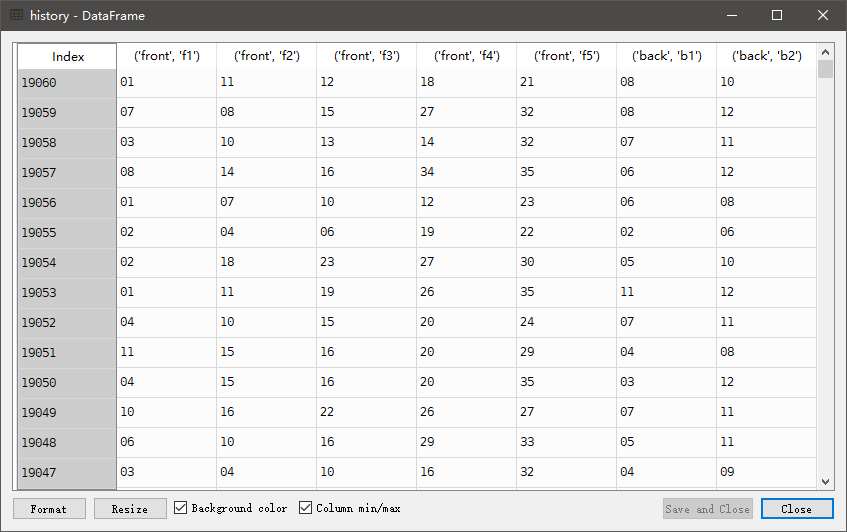 history - DataFrame
Index ('front', 'f1') ('front', 'f2') ('front', 'f3') ('front', 'f4') ('front', 'f5') ('back', 'b1') ('back', 'b2')
19060 01 11 12 18 21 08 10
19059 07 08 15 27 32 08 12
19058 03 10 13 14 32 07 11
19057 08 14 16 34 35 06 12
19056 01 07 10 12 23 06 08
19055 02 04 06 19 22 02 06
19054 02 18 23 27 30 05 10
19053 01 11 19 26 35 11 12
19052 04 10 15 20 24 07 11
19051 11 15 16 20 29 04 08
19050 04 15 16 20 35 03 12
19049 10 16 22 26 27 07 11
19048 06 10 16 29 33 05 11
19047 03 04 10 16 32 04 09
Format Resize Background color Column min/max Save and Close Close